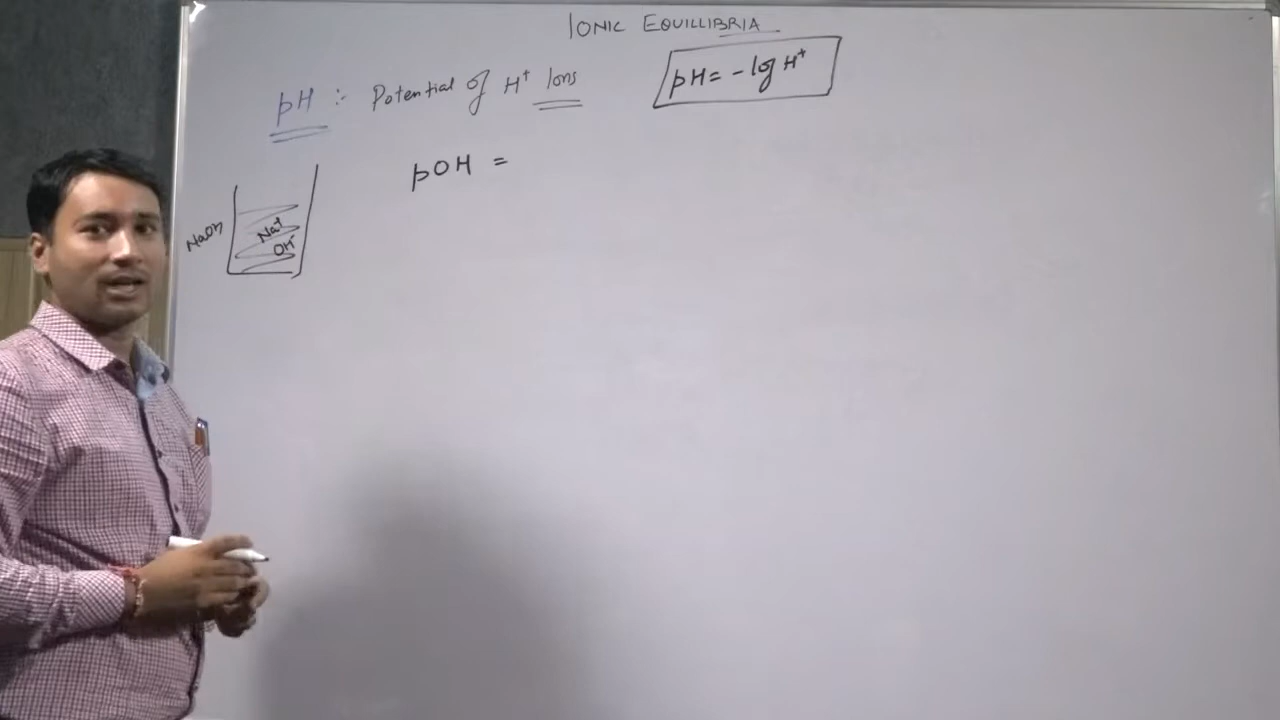 IONIC EQUILLIBRIA
pH :- Potential of H⁺ Ions
pH = -log H⁺
pOH =
NaOH
Na⁺
OH⁻